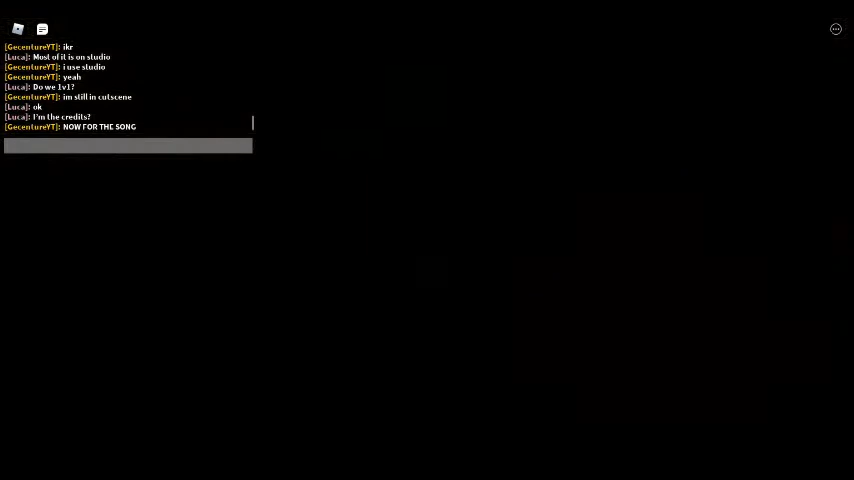 [GecentureYT]: ikr
[Luca]: Most of it is on studio
[GecentureYT]: i use studio
[GecentureYT]: yeah
[Luca]: Do we 1v1?
[GecentureYT]: im still in cutscene
[Luca]: ok
[Luca]: I'm the credits?
[GecentureYT]: NOW FOR THE SONG